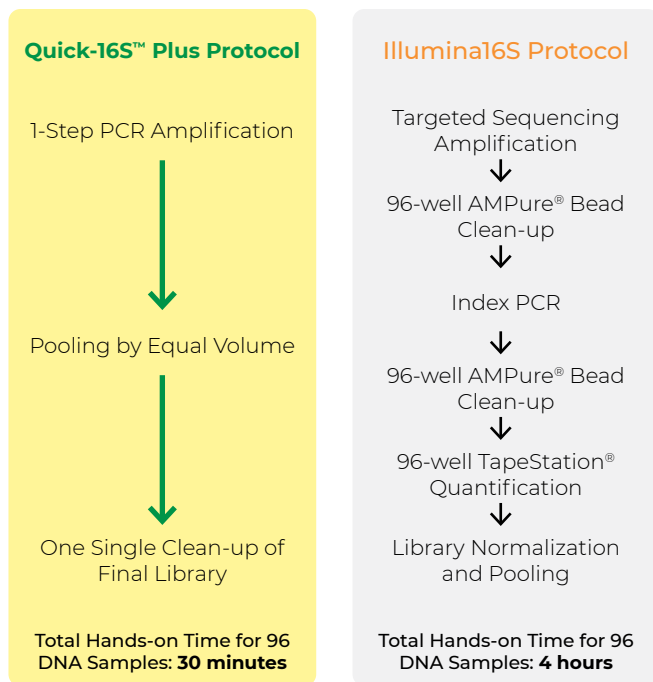 Quick-16S™ Plus Protocol
1-Step PCR Amplification
Pooling by Equal Volume
One Single Clean-up of
Final Library
Total Hands-on Time for 96
DNA Samples: 30 minutes
Illumina16S Protocol
Targeted Sequencing
Amplification
96-well AMPure® Bead
Clean-up
Index PCR
96-well AMPure® Bead
Clean-up
96-well TapeStation®
Quantification
Library Normalization
and Pooling
Total Hands-on Time for 96
DNA Samples: 4 hours